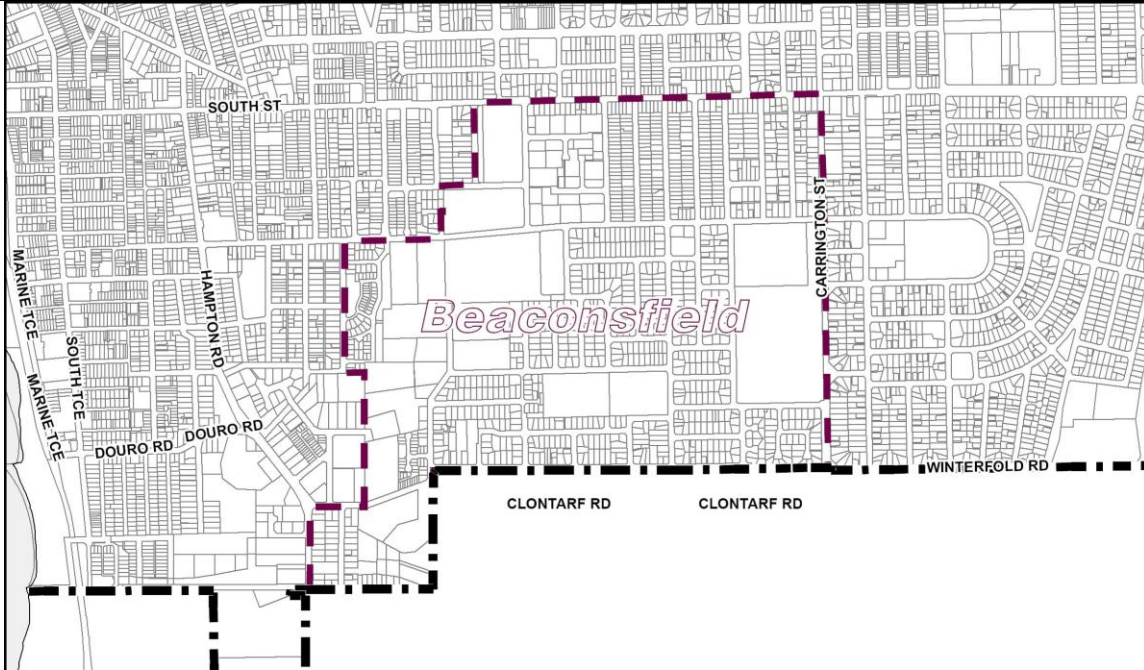 SOUTH ST
CARRINGTON ST
MARINE TCE
HAMPTON RD
Beaconsfield
SOUTH TCE
MARINE TCE
DOURO RD
DOURO RD
WINTERFOLD RD
CLONTARF RD
CLONTARF RD